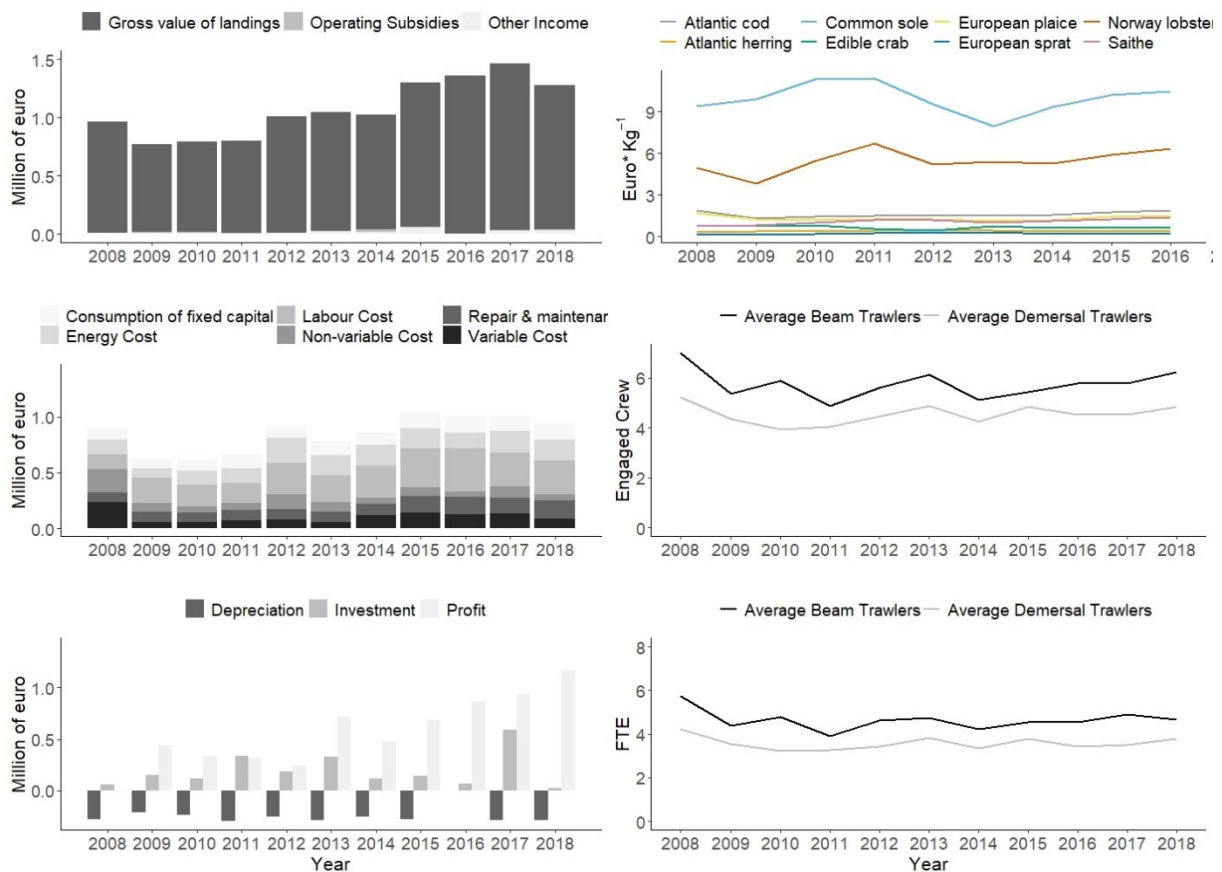 Gross value of landings Operating Subsidies Other Income
Million of euro
1.5
1.0
0.5
0.0
2008 2009 2010 2011 2012 2013 2014 2015 2016 2017 2018
Atlantic cod Common sole European plaice Norway lobster
Atlantic herring Edible crab European sprat Saithe
Euro* Kg⁻¹
9
6
3
0
2008 2009 2010 2011 2012 2013 2014 2015 2016 2
Consumption of fixed capital Labour Cost Repair & maintenar
Energy Cost Non-variable Cost Variable Cost
Million of euro
1.0
0.5
0.0
2008 2009 2010 2011 2012 2013 2014 2015 2016 2017 2018
Average Beam Trawlers Average Demersal Trawlers
Engaged Crew
6
4
2
0
2008 2009 2010 2011 2012 2013 2014 2015 2016 2017 2018
Depreciation Investment Profit
Million of euro
1.0
0.5
0.0
2008 2009 2010 2011 2012 2013 2014 2015 2016 2017 2018
Year
Average Beam Trawlers Average Demersal Trawlers
FTE
8
6
4
2
0
2008 2009 2010 2011 2012 2013 2014 2015 2016 2017 2018
Year